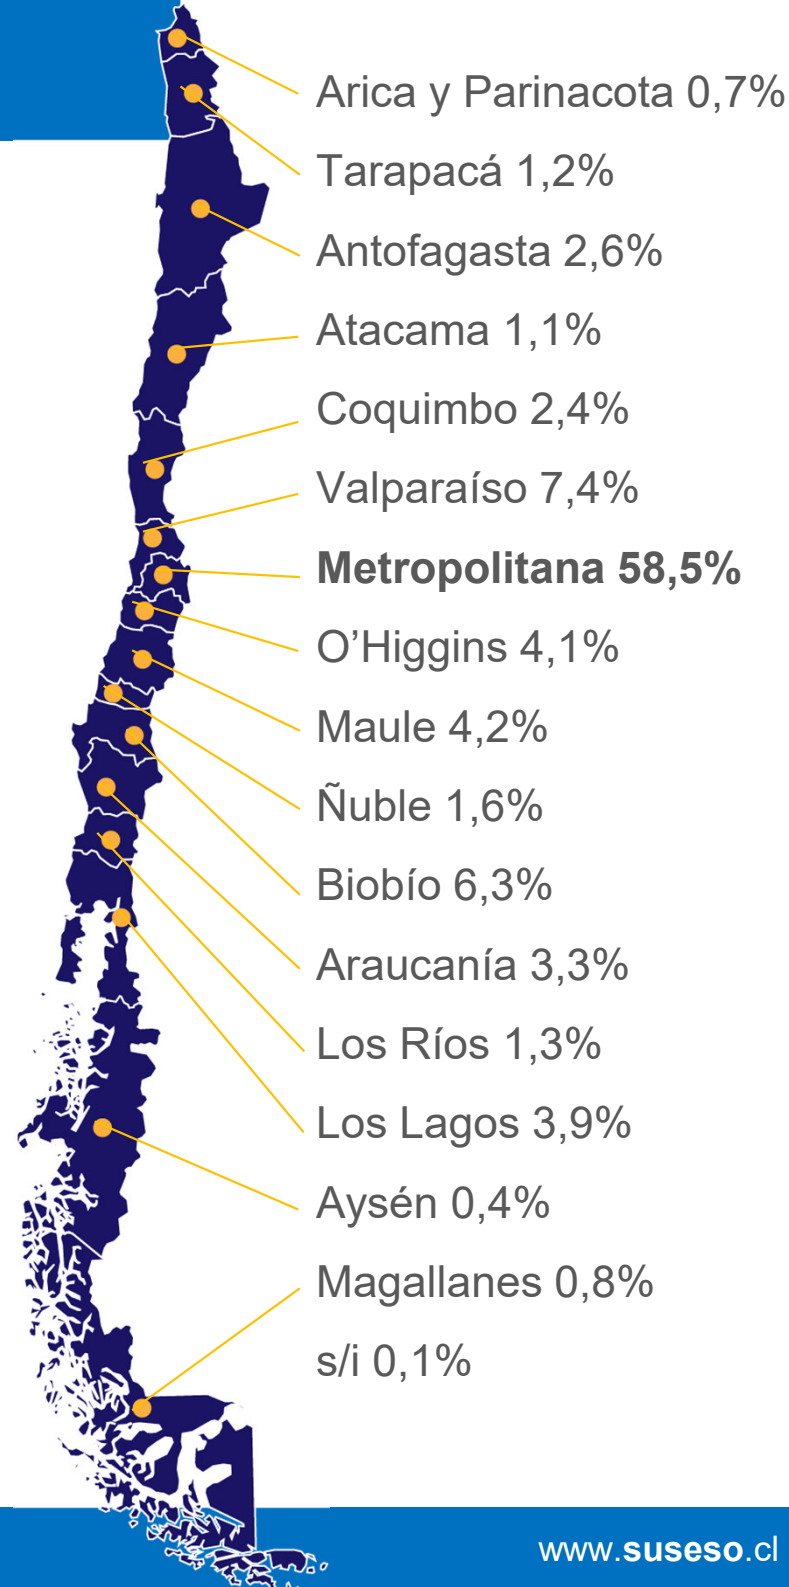 Arica y Parinacota 0,7%
Tarapacá 1,2%
Antofagasta 2,6%
Atacama 1,1%
Coquimbo 2,4%
Valparaíso 7,4%
Metropolitana 58,5%
O’Higgins 4,1%
Maule 4,2%
Ñuble 1,6%
Biobío 6,3%
Araucanía 3,3%
Los Ríos 1,3%
Los Lagos 3,9%
Aysén 0,4%
Magallanes 0,8%
s/i 0,1%
www.suseso.cl